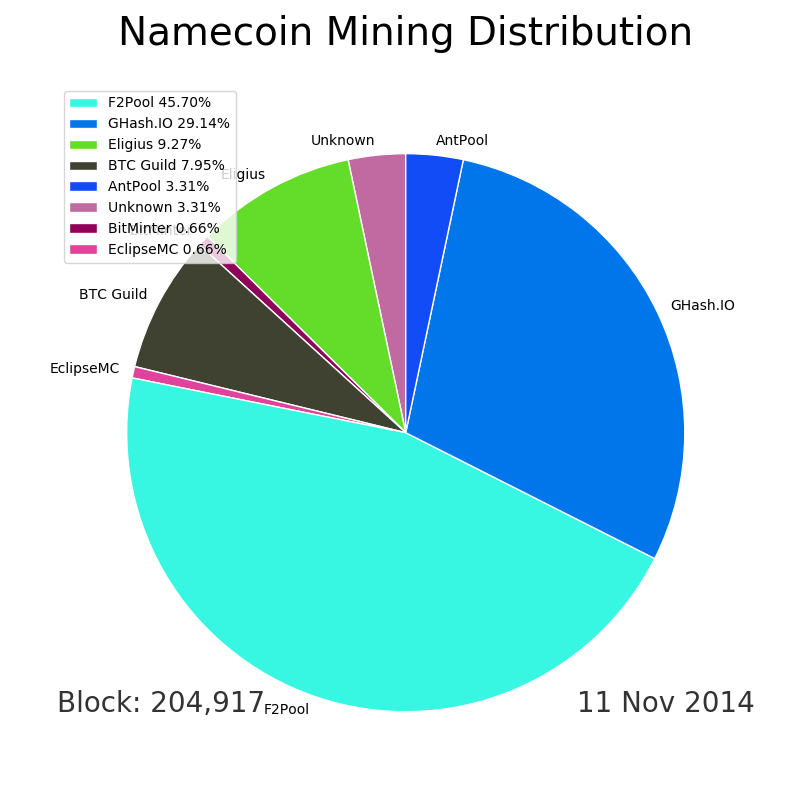 Namecoin Mining Distribution
F2Pool 45.70%
GHash.IO 29.14%
Eligius 9.27%
BTC Guild 7.95%
AntPool 3.31%
Unknown 3.31%
BitMinter 0.66%
EclipseMC 0.66%
Unknown
AntPool
Eligius
BTC Guild
GHash.IO
EclipseMC
Block: 204,917
F2Pool
11 Nov 2014